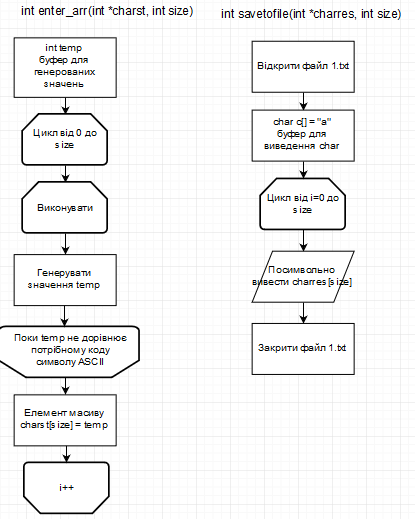 int enter_arr(int *charst, int size)
int temp
буфер для
генерованих
значень
Цикл від 0 до
size
Виконувати
Генерувати
значення temp
Поки temp не дорівнює
потрібному коду
символу ASCII
Елемент масиву
charst[size] = temp
i++
int savetofile(int *charres, int size)
Відкрити файл 1.txt
char c[] = "a"
буфер для
виведення char
Цикл від i=0 до
size
Посимвольно
вивести charres[size]
Закрити файл 1.txt